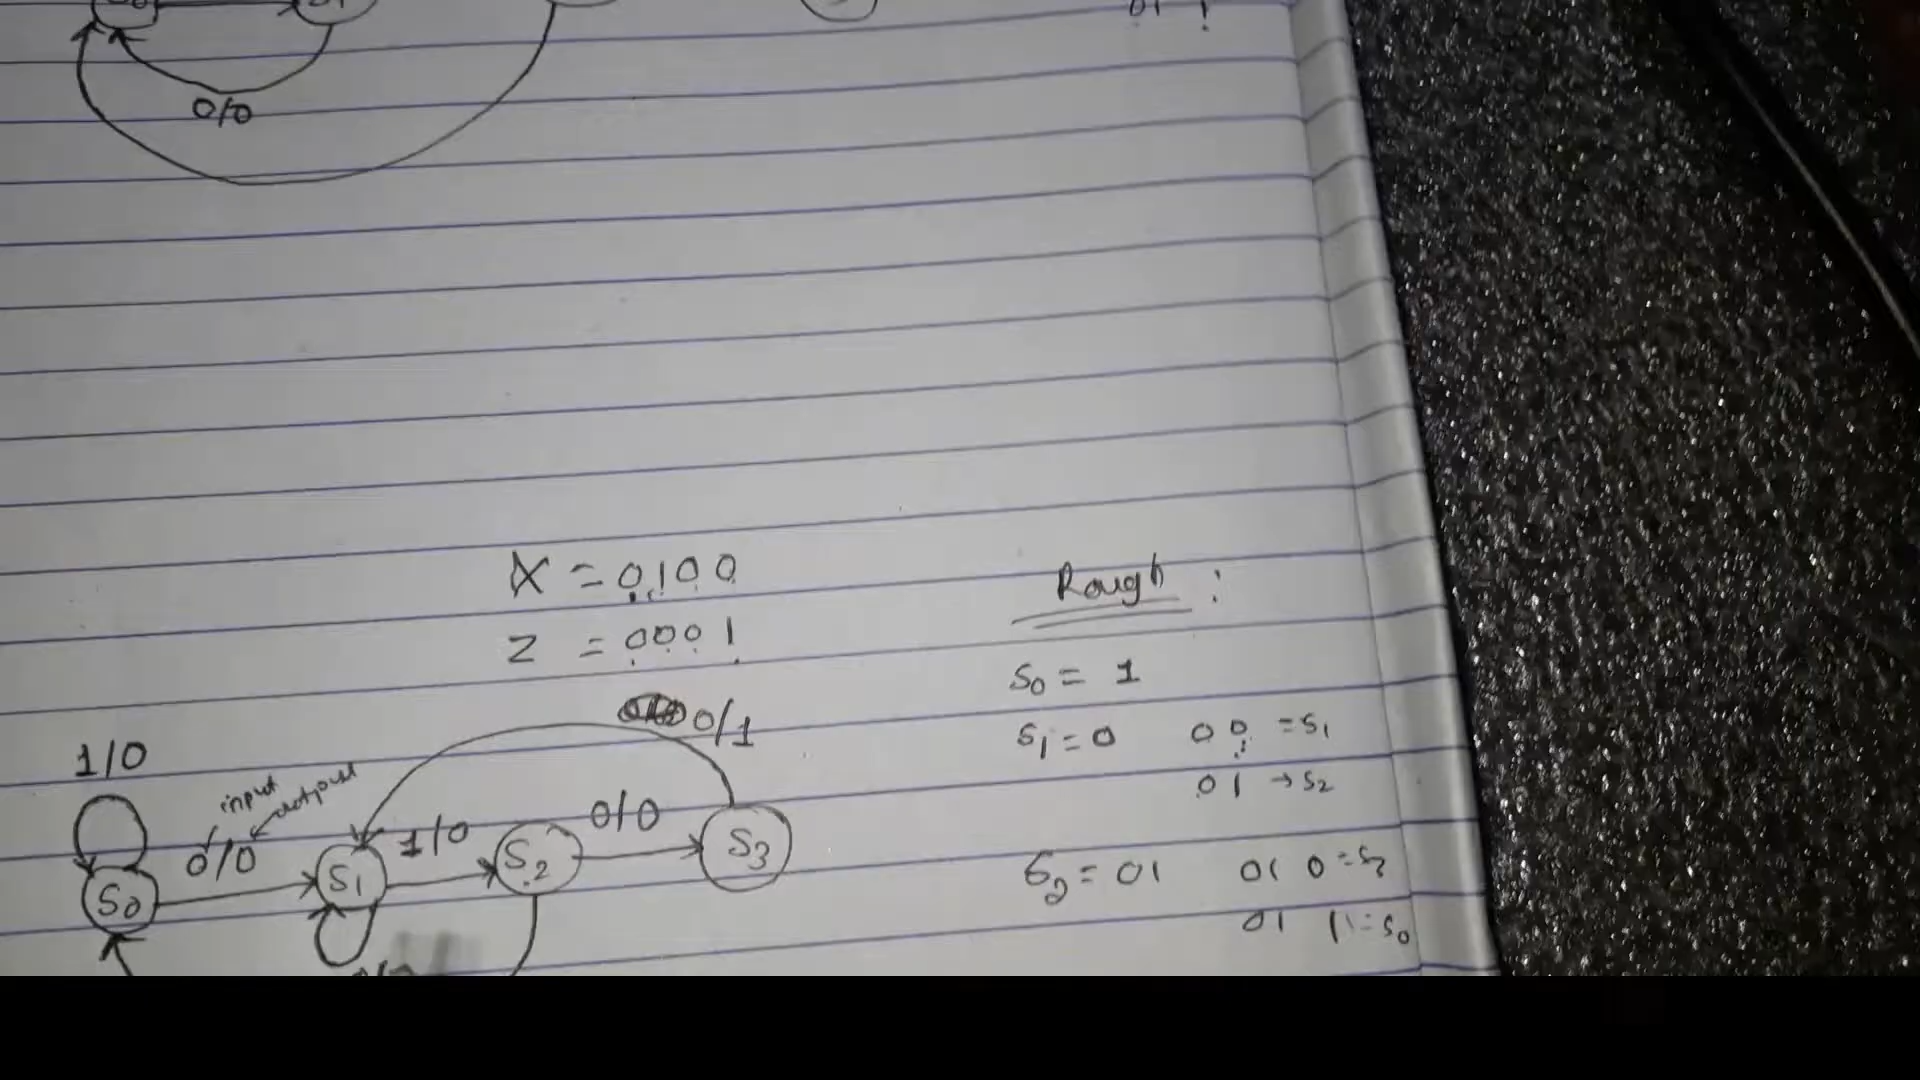 0/0
01 !
X = 0100
Z = 0001
Rough :
S0 = 1
0/1
S1 = 0 00 = S1
1/0
input output
01 → S2
0/0 1/0 0/0
S0 S1 S2 S3
S2 = 01 010 = S3
01 1 = S0